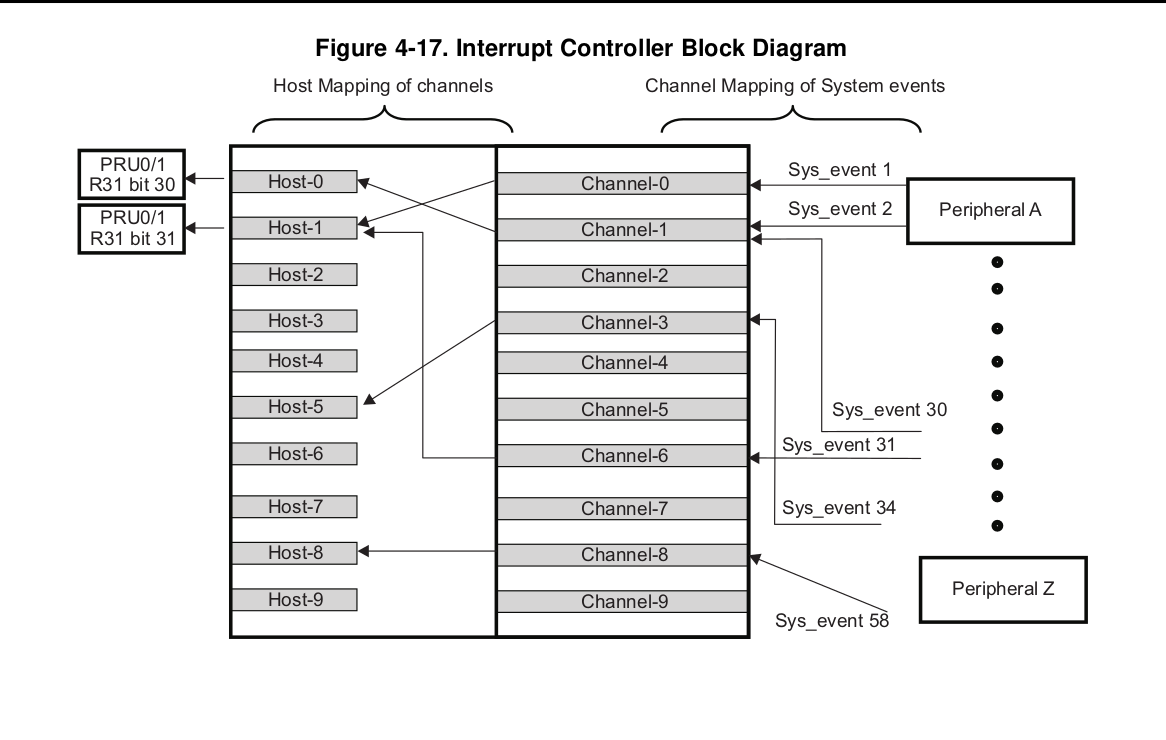 Figure 4-17. Interrupt Controller Block Diagram
Host Mapping of channels
Channel Mapping of System events
PRU0/1
R31 bit 30
PRU0/1
R31 bit 31
Host-0
Host-1
Host-2
Host-3
Host-4
Host-5
Host-6
Host-7
Host-8
Host-9
Channel-0
Channel-1
Channel-2
Channel-3
Channel-4
Channel-5
Channel-6
Channel-7
Channel-8
Channel-9
Sys_event 1
Sys_event 2
Sys_event 30
Sys_event 31
Sys_event 34
Sys_event 58
Peripheral A
Peripheral Z